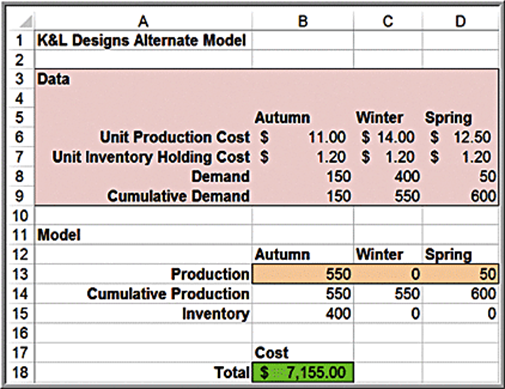 A B C D
1 K&L Designs Alternate Model
2
3 Data
4
5 Autumn Winter Spring
6 Unit Production Cost $ 11.00 $ 14.00 $ 12.50
7 Unit Inventory Holding Cost $ 1.20 $ 1.20 $ 1.20
8 Demand 150 400 50
9 Cumulative Demand 150 550 600
10
11 Model
12 Autumn Winter Spring
13 Production 550 0 50
14 Cumulative Production 550 550 600
15 Inventory 400 0 0
16
17 Cost
18 Total $ 7,155.00